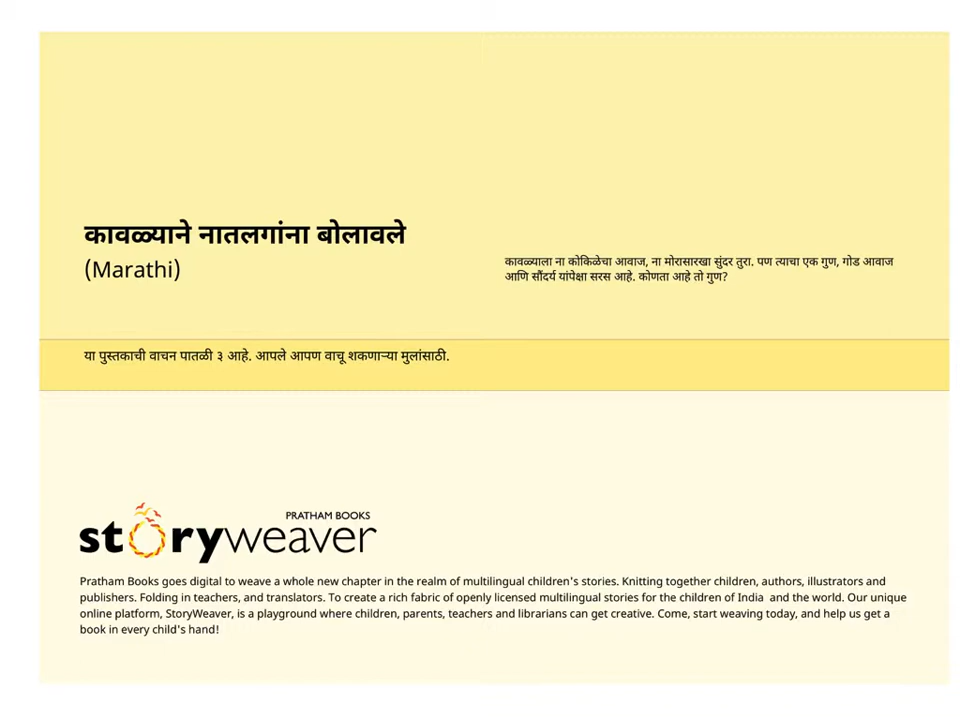 कावळ्याने नातलगांना बोलावले
(Marathi)
कावळ्याला ना कोकिळेचा आवाज, ना मोरासारखा सुंदर तुरा. पण त्याचा एक गुण, गोड आवाज
आणि सौंदर्य यांपेक्षा सरस आहे. कोणता आहे तो गुण?
या पुस्तकाची वाचन पातळी ३ आहे. आपले आपण वाचू शकणाऱ्या मुलांसाठी.
PRATHAM BOOKS
storyweaver
Pratham Books goes digital to weave a whole new chapter in the realm of multilingual children's stories. Knitting together children, authors, illustrators and
publishers. Folding in teachers, and translators. To create a rich fabric of openly licensed multilingual stories for the children of India and the world. Our unique
online platform, StoryWeaver, is a playground where children, parents, teachers and librarians can get creative. Come, start weaving today, and help us get a
book in every child's hand!